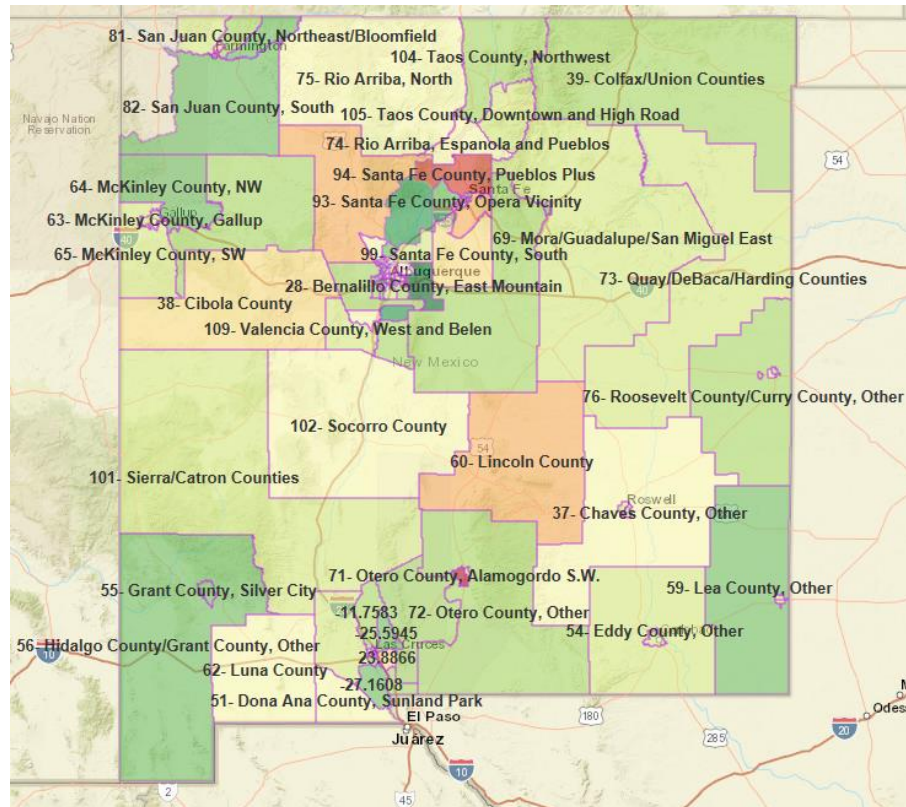 81- San Juan County, Northeast/Bloomfield
Farmington
104- Taos County, Northwest
75- Rio Arriba, North
39- Colfax/Union Counties
82- San Juan County, South
Navajo Nation
Reservation
105- Taos County, Downtown and High Road
74- Rio Arriba, Espanola and Pueblos
54
94- Santa Fe County, Pueblos Plus
64- McKinley County, NW
Santa Fe
93- Santa Fe County, Opera Vicinity
Gallup
63- McKinley County, Gallup
40
69- Mora/Guadalupe/San Miguel East
65- McKinley County, SW
99- Santa Fe County, South
Albuquerque
73- Quay/DeBaca/Harding Counties
28- Bernalillo County, East Mountain
40
38- Cibola County
109- Valencia County, West and Belen
New Mexico
76- Roosevelt County/Curry County, Other
102- Socorro County
54
60- Lincoln County
101- Sierra/Catron Counties
Roswell
37- Chaves County, Other
71- Otero County, Alamogordo S.W.
55- Grant County, Silver City
59- Lea County, Other
-11.7583
72- Otero County, Other
-25.5945
54- Eddy County, Other
Las Cruces
56- Hidalgo County/Grant County, Other
10
23.8866
62- Luna County
-27.1608
51- Dona Ana County, Sunland Park
El Paso
180
Odess
Juárez
285
20
10
2
45